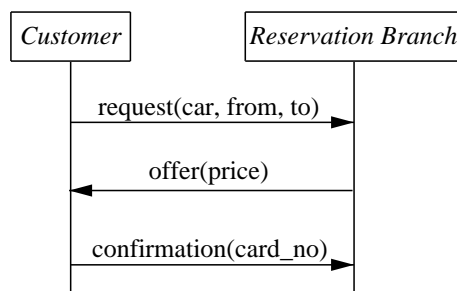 Customer
Reservation Branch
request(car, from, to)
offer(price)
confirmation(card_no)